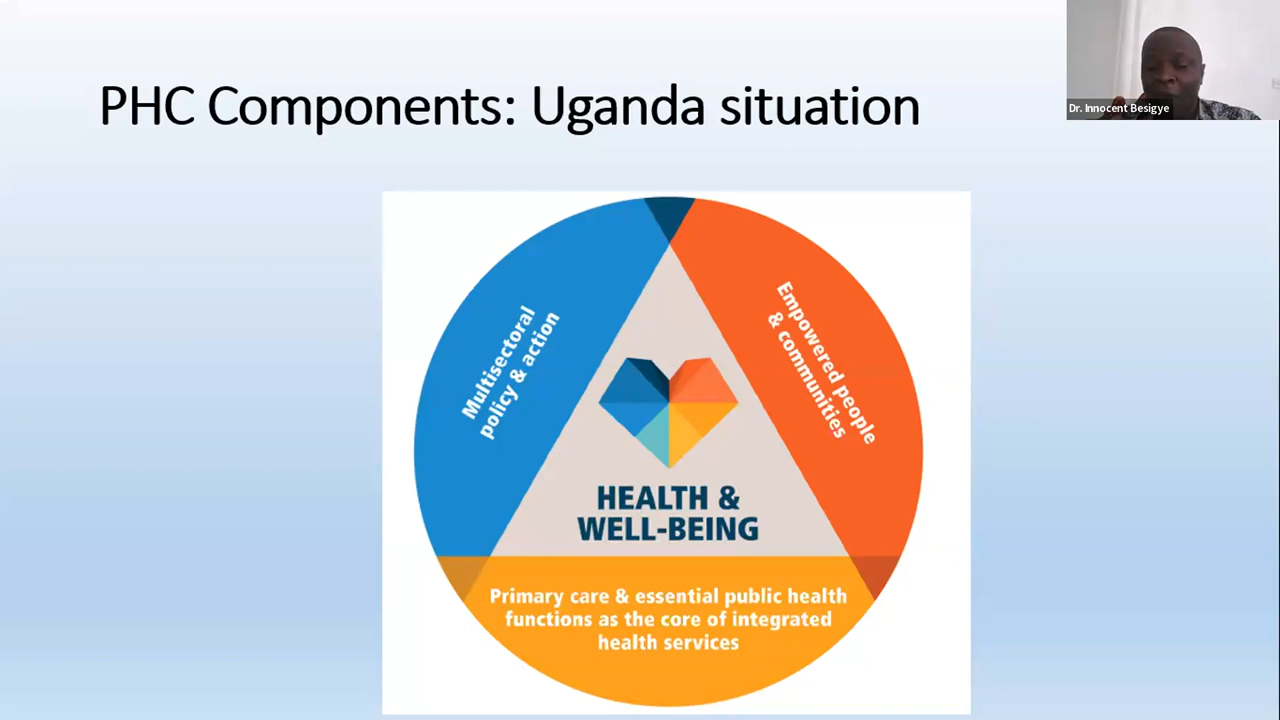 PHC Components: Uganda situation
Dr. Innocent Besigye
Multisectoral
policy & action
Empowered people
& communities
HEALTH &
WELL-BEING
Primary care & essential public health
functions as the core of integrated
health services